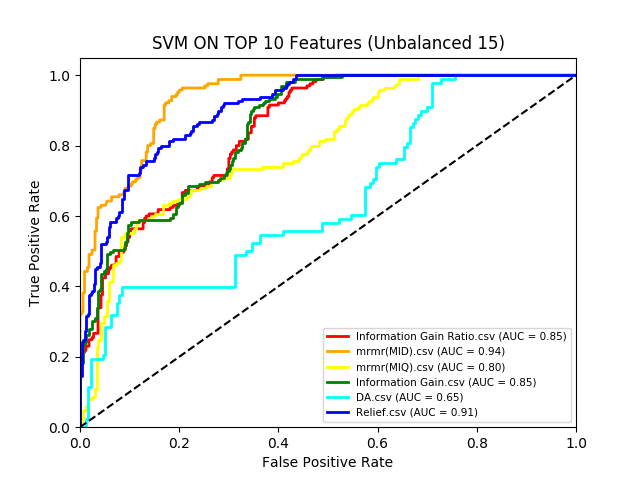 SVM ON TOP 10 Features (Unbalanced 15)
True Positive Rate
1.0
0.8
0.6
0.4
0.2
0.0
Information Gain Ratio.csv (AUC = 0.85)
mrmr(MID).csv (AUC = 0.94)
mrmr(MIQ).csv (AUC = 0.80)
Information Gain.csv (AUC = 0.85)
DA.csv (AUC = 0.65)
Relief.csv (AUC = 0.91)
0.0 0.2 0.4 0.6 0.8 1.0
False Positive Rate